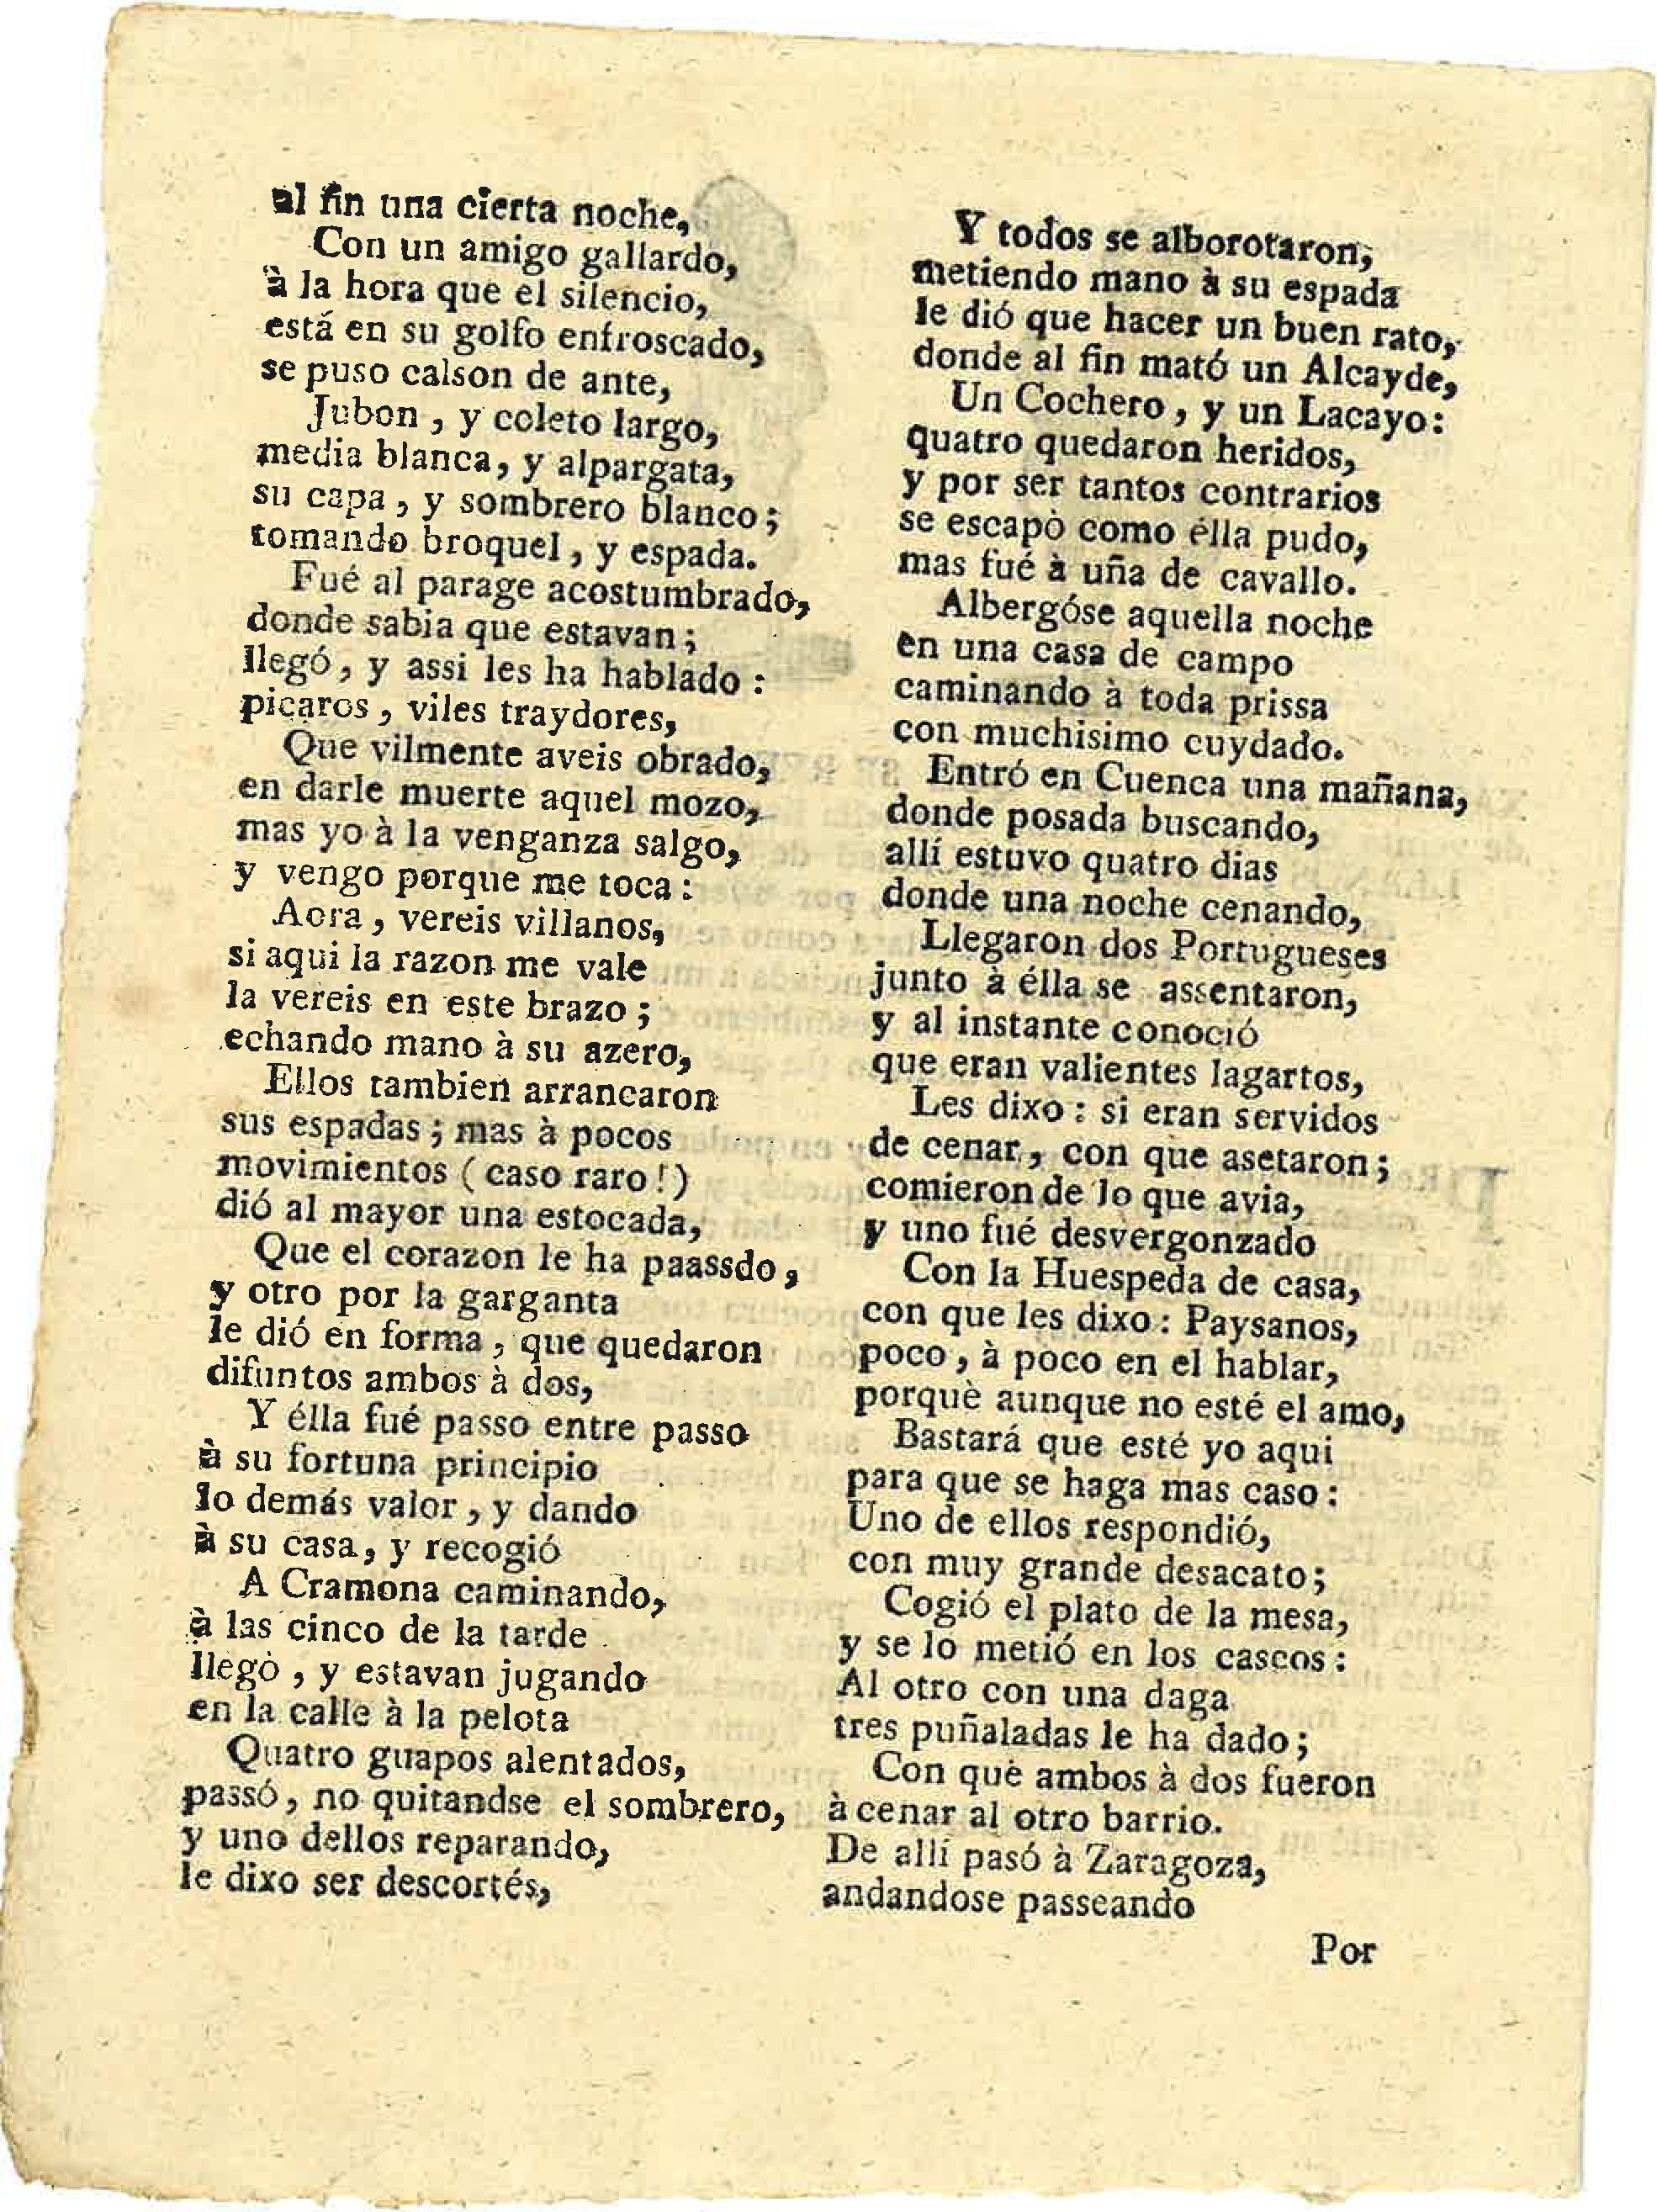 al fin una cierta noche,
Con un amigo gallardo,
à la hora que el silencio,
está en su golfo enfroscado,
se puso calson de ante,
Jubon, y coleto largo,
media blanca, y alpargata,
su capa, y sombrero blanco;
tomando broquel, y espada.
Fué al parage acostumbrado,
donde sabia que estavan;
llegó, y assi les ha hablado:
picaros, viles traydores,
Que vilmente aveis obrado,
en darle muerte aquel mozo,
mas yo à la venganza salgo,
y vengo porque me toca:
Aora, vereis villanos,
si aqui la razon me vale
la vereis en este brazo;
echando mano à su azero,
Ellos tambien arrancaron
sus espadas; mas à pocos
movimientos (caso raro!)
dió al mayor una estocada,
Que el corazon le ha paassdo,
y otro por la garganta
le dió en forma, que quedaron
difuntos ambos à dos,
Y élla fué passo entre passo
à su fortuna principio
lo demás valor, y dando
à su casa, y recogió
A Cramona caminando,
à las cinco de la tarde
llegò, y estavan jugando
en la calle à la pelota
Quatro guapos alentados,
passó, no quitandse el sombrero,
y uno dellos reparando,
le dixo ser descortés,
Y todos se alborotaron,
metiendo mano à su espada
le dió que hacer un buen rato,
donde al fin mató un Alcayde,
Un Cochero, y un Lacayo:
quatro quedaron heridos,
y por ser tantos contrarios
se escapò como élla pudo,
mas fué à uña de cavallo.
Albergóse aquella noche
en una casa de campo
caminando à toda prissa
con muchisimo cuydado.
Entró en Cuenca una mañana,
donde posada buscando,
allí estuvo quatro dias
donde una noche cenando,
Llegaron dos Portugueses
junto à élla se assentaron,
y al instante conoció
que eran valientes lagartos,
Les dixo: si eran servidos
de cenar, con que asetaron;
comieron de lo que avia,
y uno fué desvergonzado
Con la Huespeda de casa,
con que les dixo: Paysanos,
poco, à poco en el hablar,
porquè aunque no esté el amo,
Bastará que esté yo aqui
para que se haga mas caso:
Uno de ellos respondió,
con muy grande desacato;
Cogió el plato de la mesa,
y se lo metió en los cascos:
Al otro con una daga
tres puñaladas le ha dado;
Con què ambos à dos fueron
à cenar al otro barrio.
De allí pasó à Zaragoza,
andandose passeando
Por